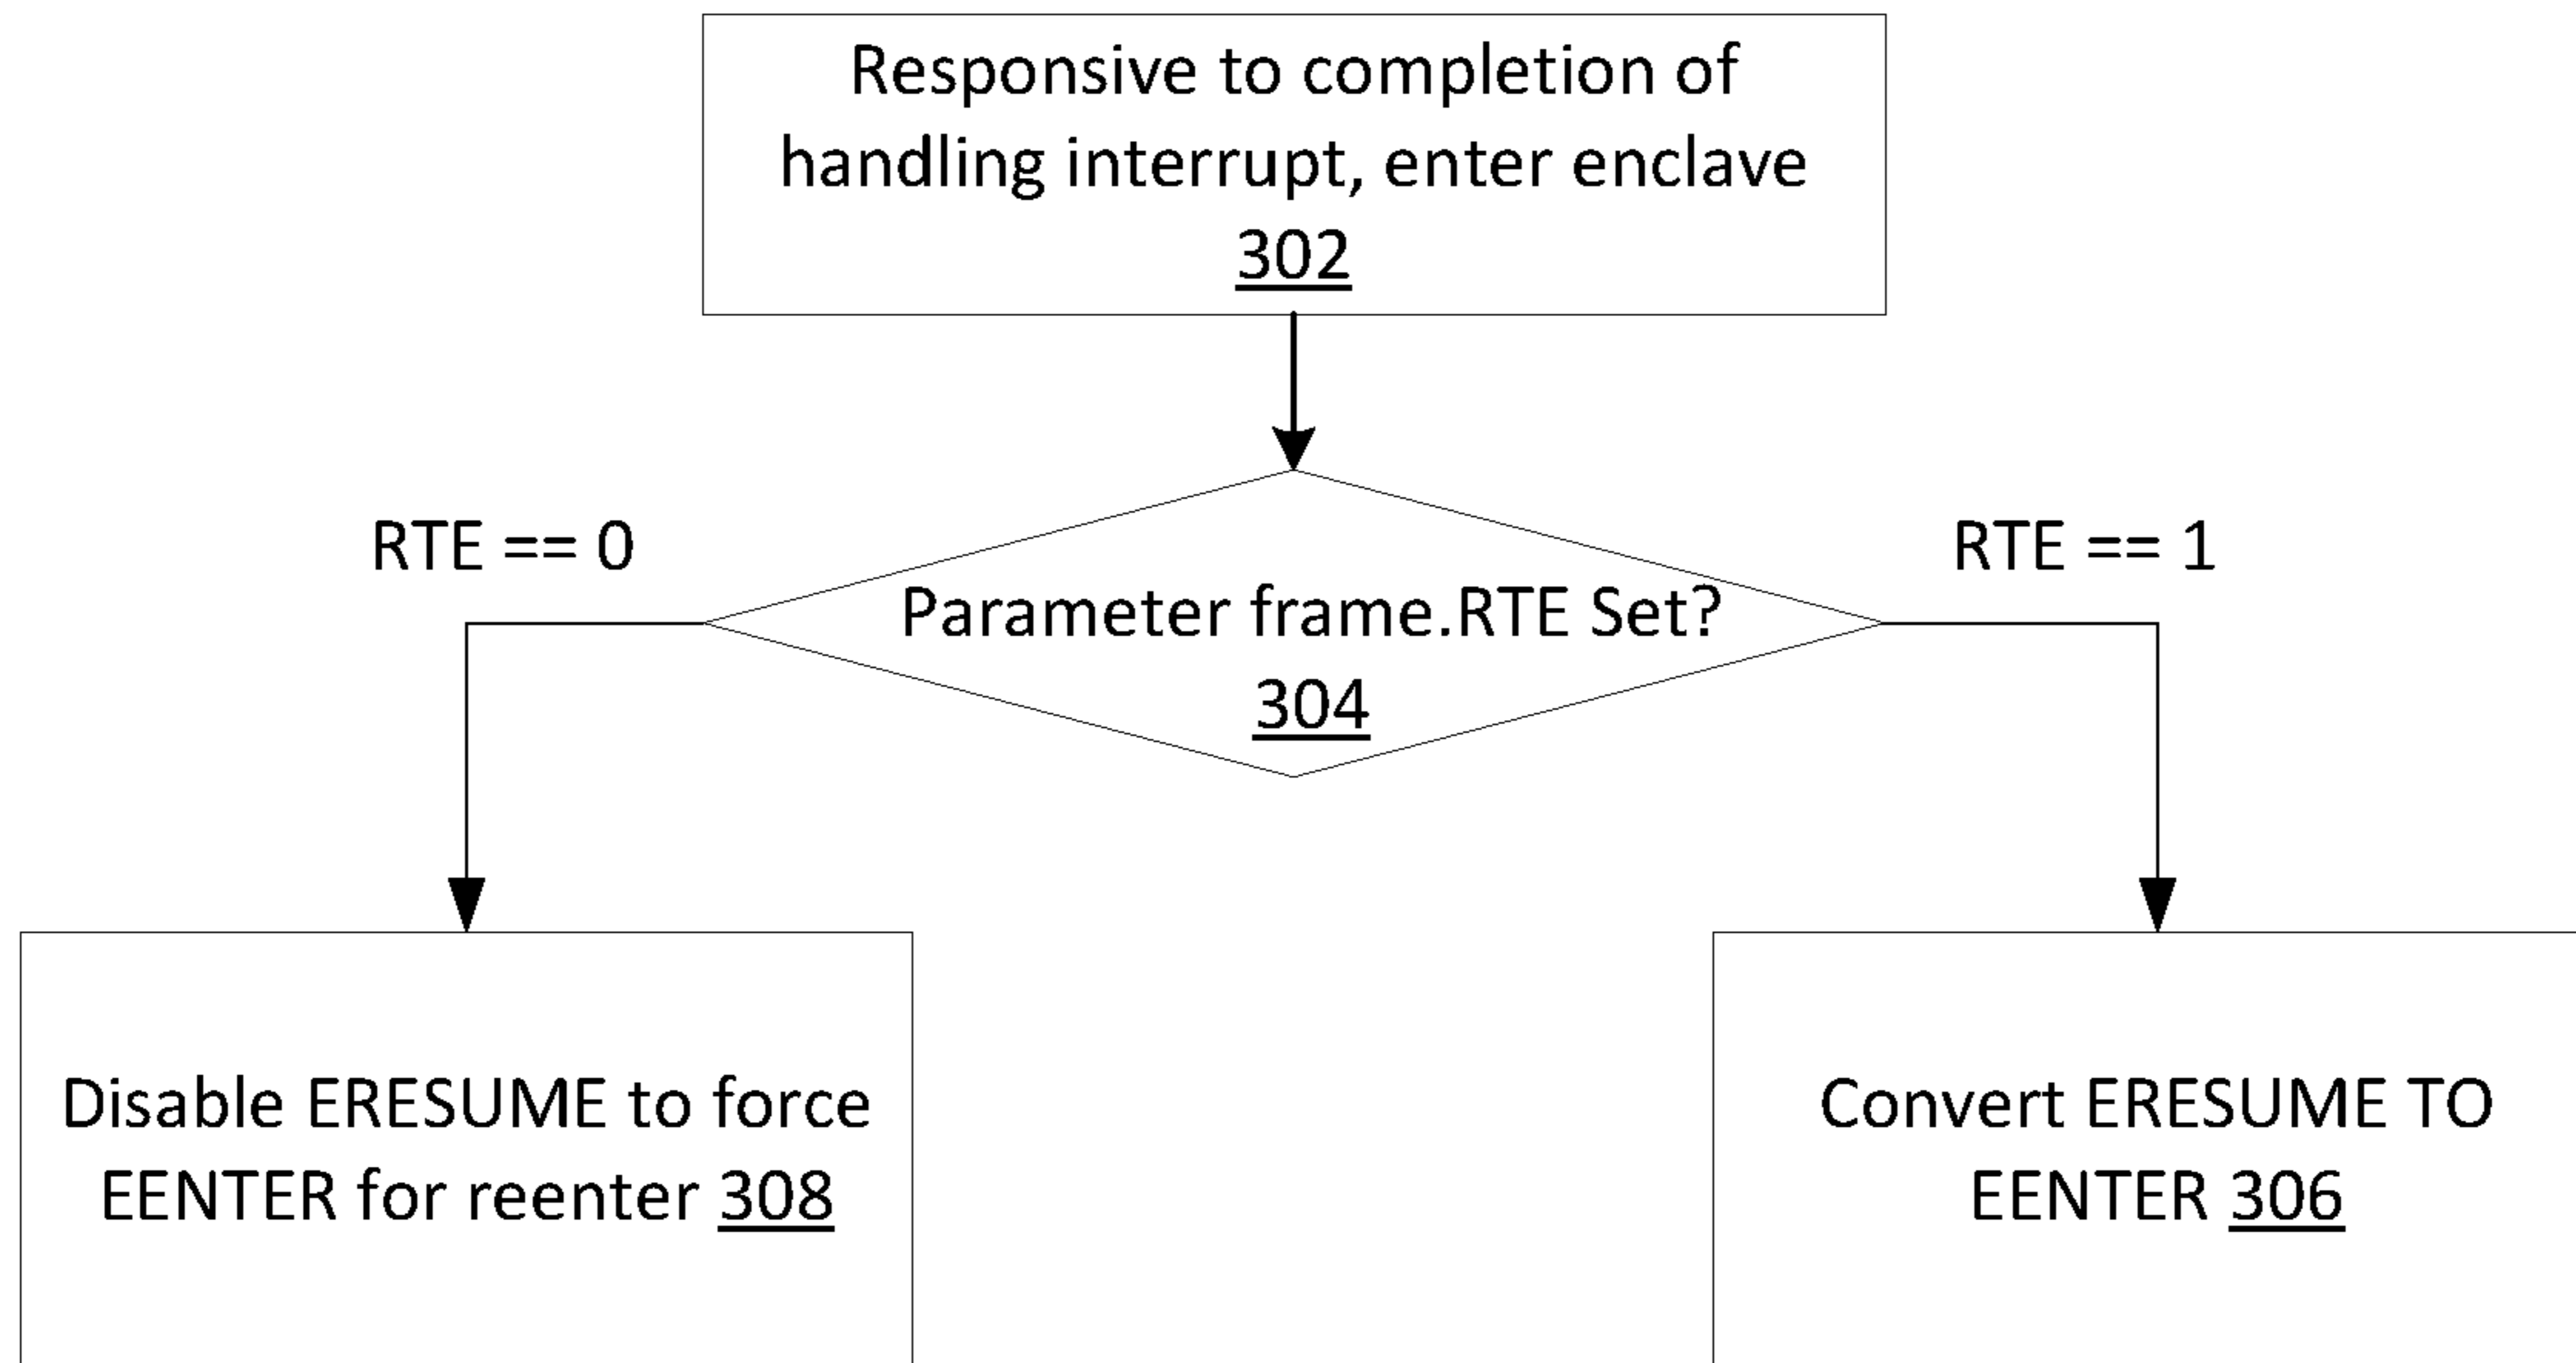 Responsive to completion of
handling interrupt, enter enclave
302
RTE == 0
RTE == 1
Parameter frame.RTE Set?
304
Disable ERESUME to force
EENTER for reenter 308
Convert ERESUME TO
EENTER 306